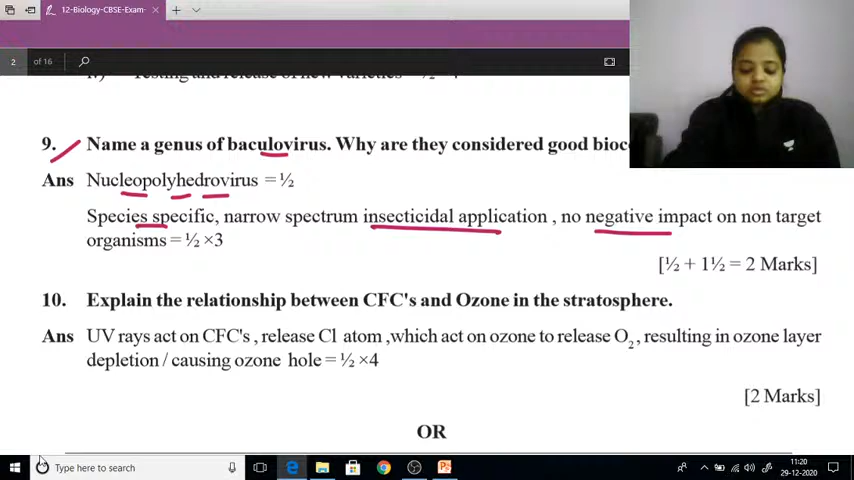 12-Biology-CBSE-Exam-
2 of 16
9. Name a genus of baculovirus. Why are they considered good
Ans Nucleopolyhedrovirus = ½
Species specific, narrow spectrum insecticidal application , no negative impact on non target
organisms = ½ ×3
[½ + 1½ = 2 Marks]
10. Explain the relationship between CFC's and Ozone in the stratosphere.
Ans UV rays act on CFC's , release Cl atom ,which act on ozone to release O₂, resulting in ozone layer
depletion / causing ozone hole = ½ ×4
[2 Marks]
OR
Type here to search
11:20
29-12-2020